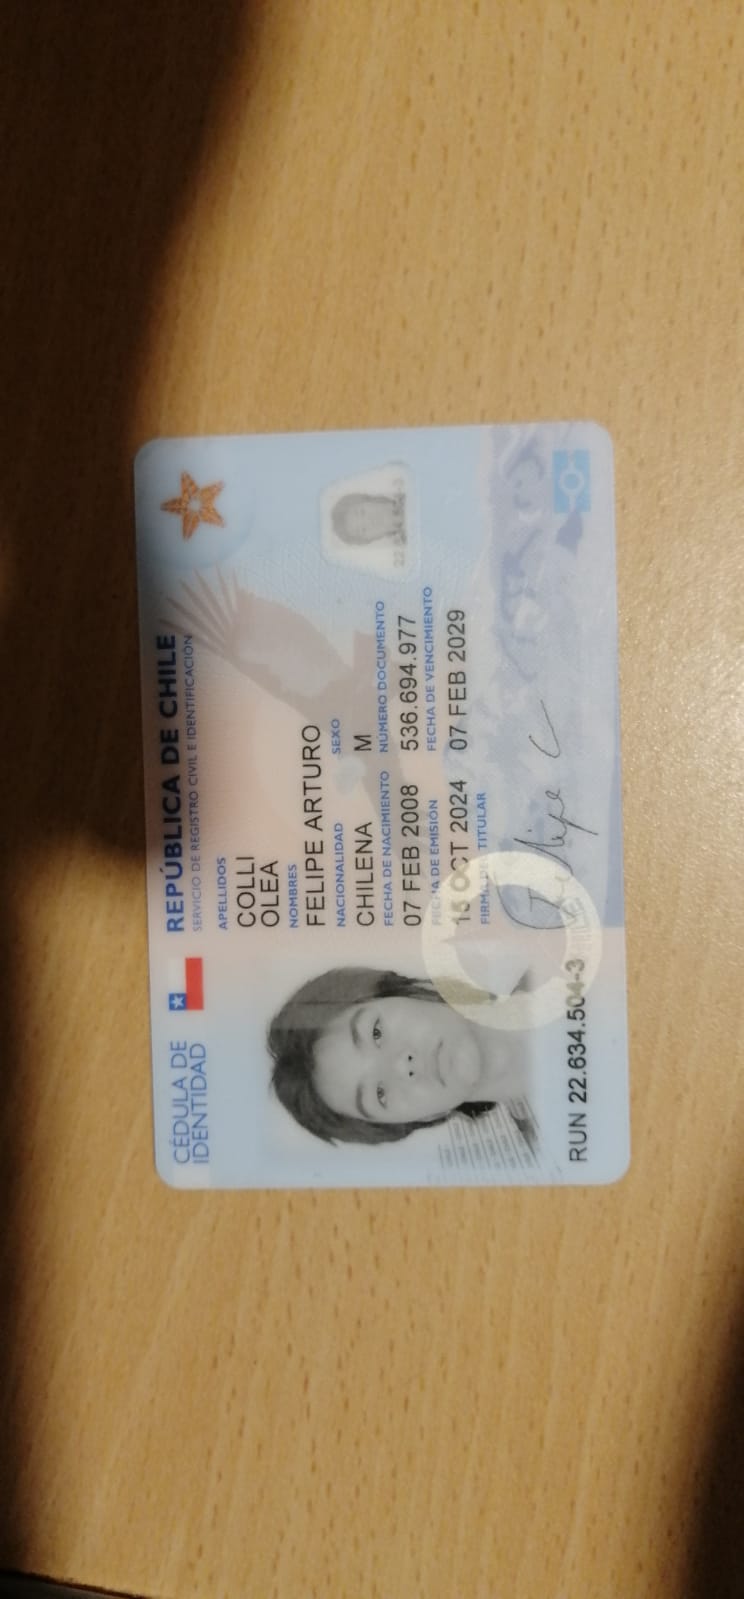 CÉDULA DE
IDENTIDAD
REPÚBLICA DE CHILE
SERVICIO DE REGISTRO CIVIL E IDENTIFICACIÓN
APELLIDOS
COLLI
OLEA
NOMBRES
FELIPE ARTURO
NACIONALIDAD SEXO
CHILENA M
FECHA DE NACIMIENTO NÚMERO DOCUMENTO
07 FEB 2008 536.694.977
FECHA DE EMISIÓN FECHA DE VENCIMIENTO
OCT 2024 07 FEB 2029
FIRMA DEL TITULAR
Felipe C
RUN 22.634.504-3